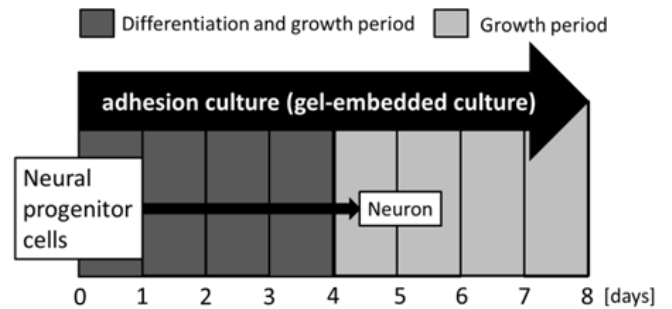 Differentiation and growth period
Growth period
adhesion culture (gel-embedded culture)
Neural
progenitor
cells
Neuron
0 1 2 3 4 5 6 7 8 [days]